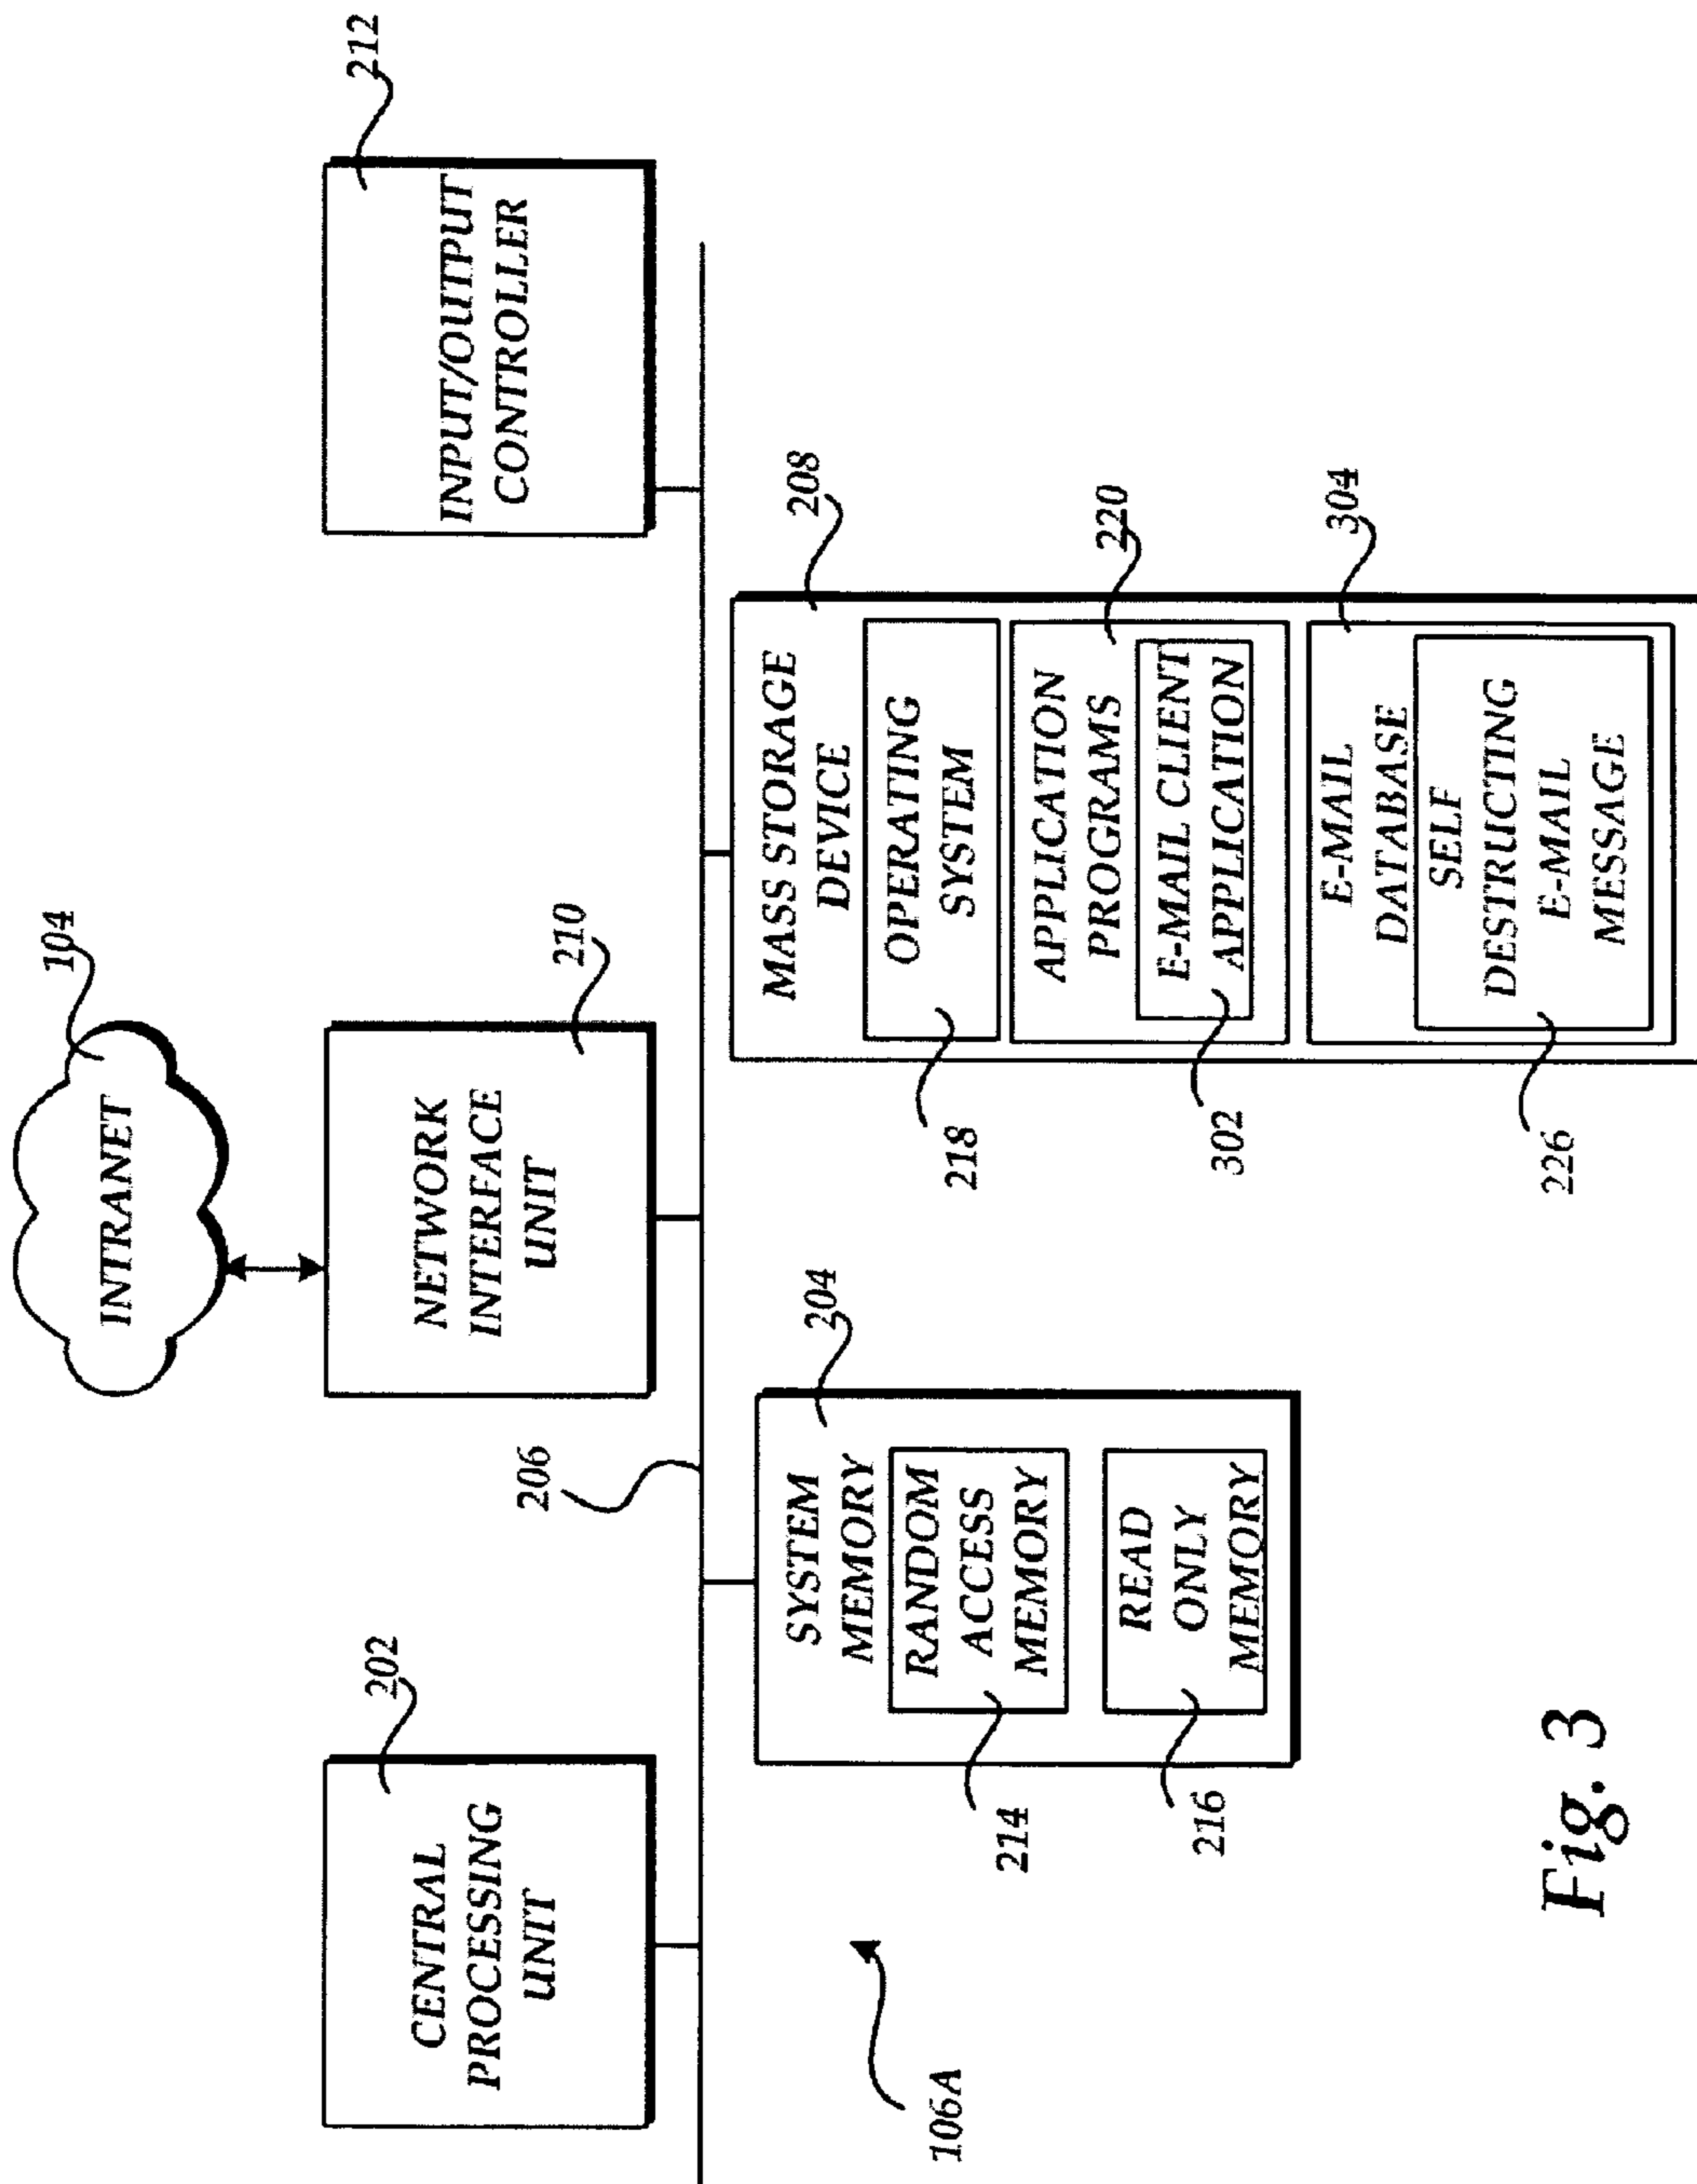 INTRANET
104
202
CENTRAL
PROCESSING
UNIT
210
NETWORK
INTERFACE
UNIT
212
INPUT/OUTPUT
CONTROLLER
206
204
SYSTEM
MEMORY
RANDOM
ACCESS
MEMORY
214
READ
ONLY
MEMORY
216
208
MASS STORAGE
DEVICE
OPERATING
SYSTEM
218
220
APPLICATION
PROGRAMS
E-MAIL CLIENT
APPLICATION
302
304
E-MAIL
DATABASE
SELF
DESTRUCTING
E-MAIL
MESSAGE
226
106A
Fig. 3